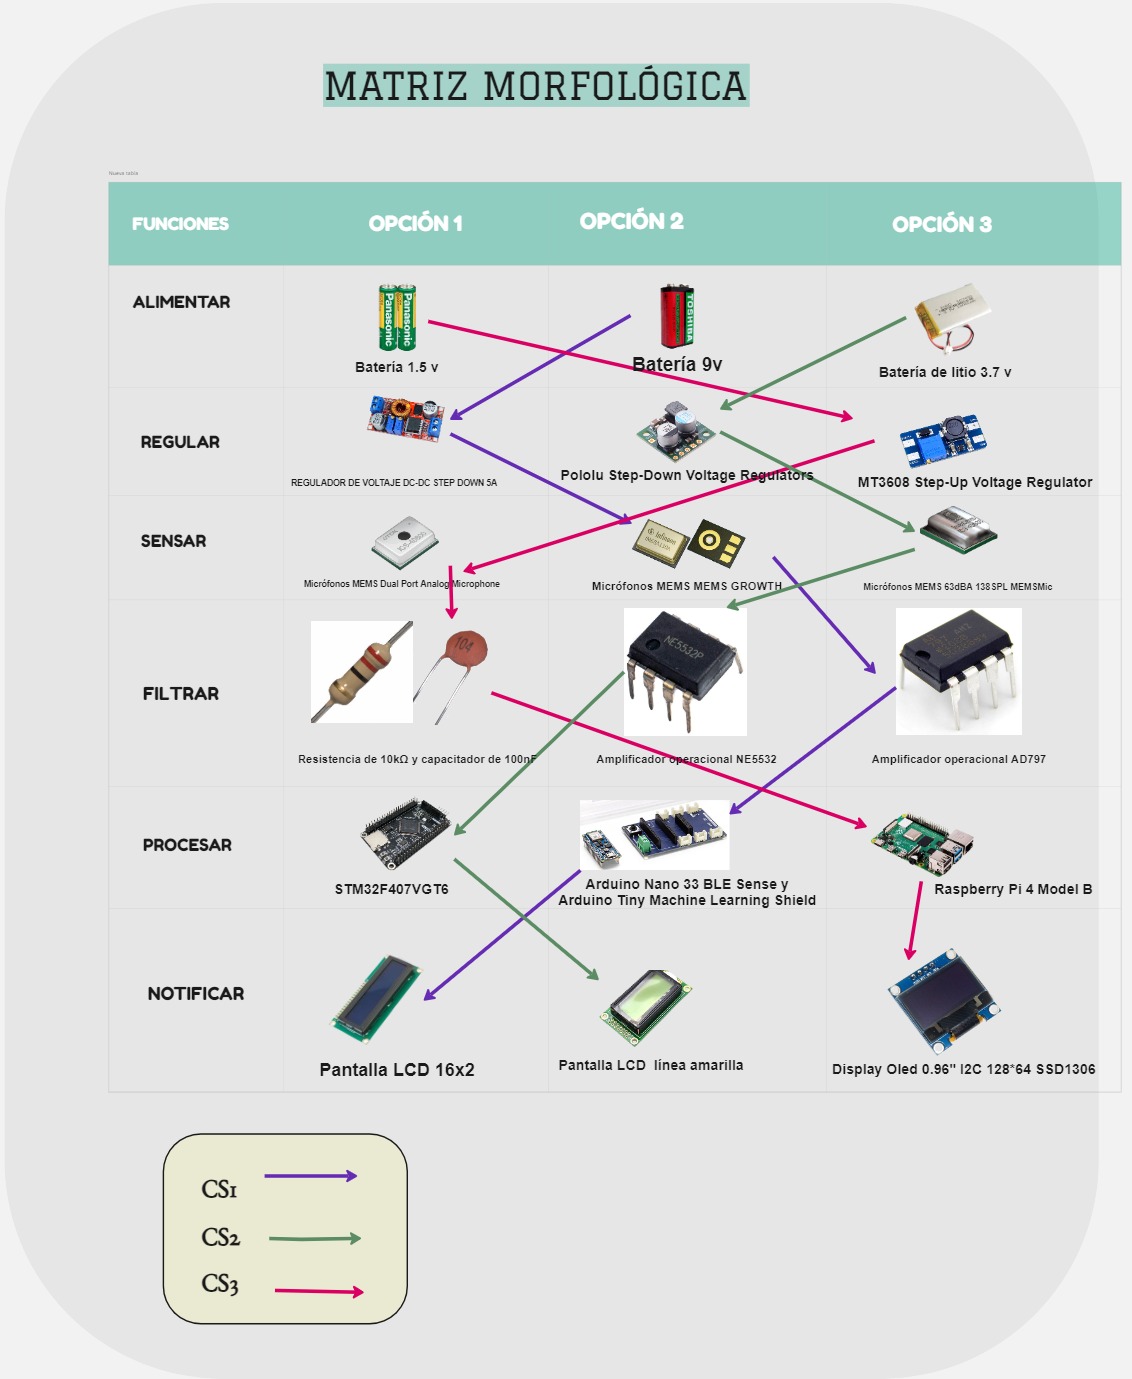 MATRIZ MORFOLÓGICA
Nueva tabla
FUNCIONES
OPCIÓN 1
OPCIÓN 2
OPCIÓN 3
ALIMENTAR
Panasonic
Panasonic
TOSHIBA
Batería 1.5 v
Batería 9v
Batería de litio 3.7 v
REGULAR
REGULADOR DE VOLTAJE DC-DC STEP DOWN 5A
Pololu Step-Down Voltage Regulators
MT3608 Step-Up Voltage Regulator
SENSAR
Infineon
Micrófonos MEMS Dual Port Analog Microphone
Micrófonos MEMS MEMS GROWTH
Micrófonos MEMS 63dBA 138SPL MEMSMic
FILTRAR
104
NE5532P
Resistencia de 10kΩ y capacitador de 100nF
Amplificador operacional NE5532
Amplificador operacional AD797
PROCESAR
STM32F407VGT6
Arduino Nano 33 BLE Sense y
Arduino Tiny Machine Learning Shield
Raspberry Pi 4 Model B
NOTIFICAR
Pantalla LCD 16x2
Pantalla LCD línea amarilla
Display Oled 0.96" I2C 128*64 SSD1306
CS1
CS2
CS3